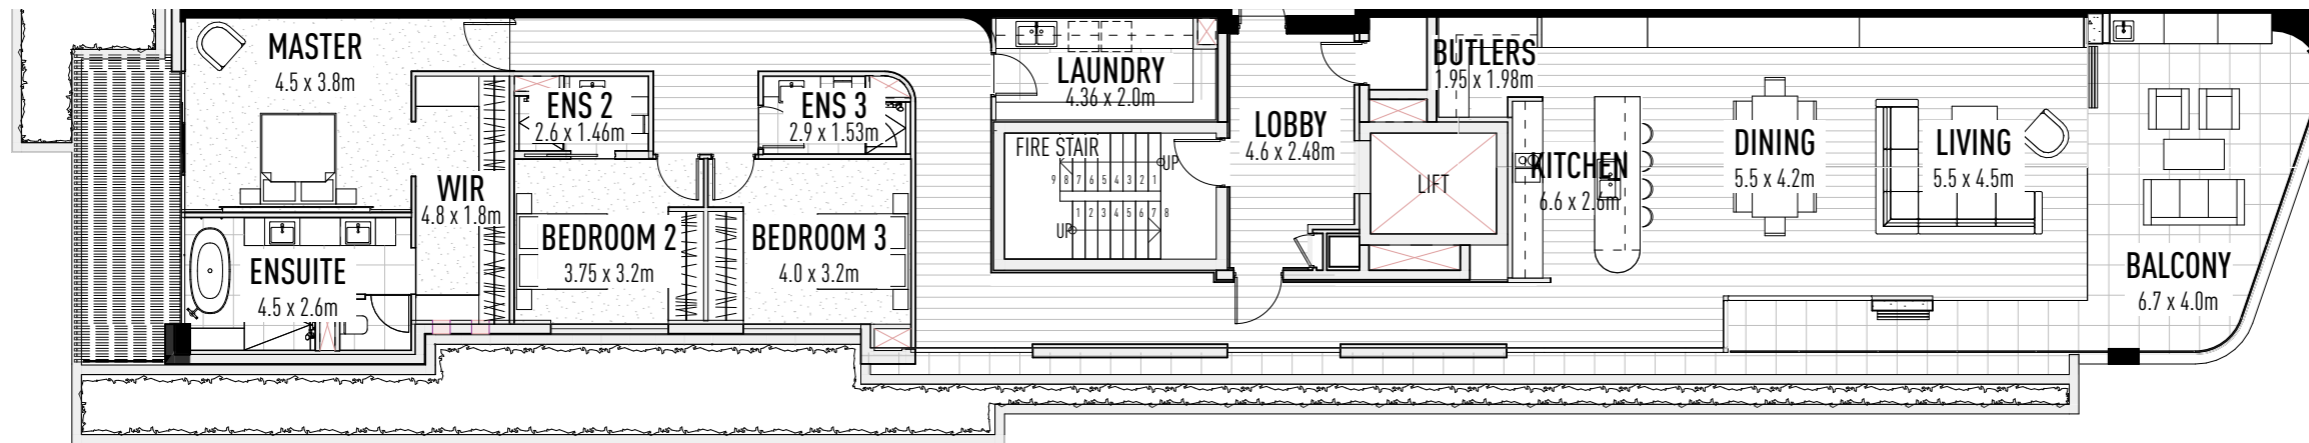 MASTER
4.5 x 3.8m
WIR
4.8 x 1.8m
ENSUITE
4.5 x 2.6m
ENS 2
2.6 x 1.46m
ENS 3
2.9 x 1.53m
BEDROOM 2
3.75 x 3.2m
BEDROOM 3
4.0 x 3.2m
LAUNDRY
4.36 x 2.0m
FIRE STAIR
UP
9 8 7 6 5 4 3 2 1
1 2 3 4 5 6 7 8
UP
LOBBY
4.6 x 2.48m
LIFT
BUTLERS
1.95 x 1.98m
KITCHEN
6.6 x 2.6m
DINING
5.5 x 4.2m
LIVING
5.5 x 4.5m
BALCONY
6.7 x 4.0m